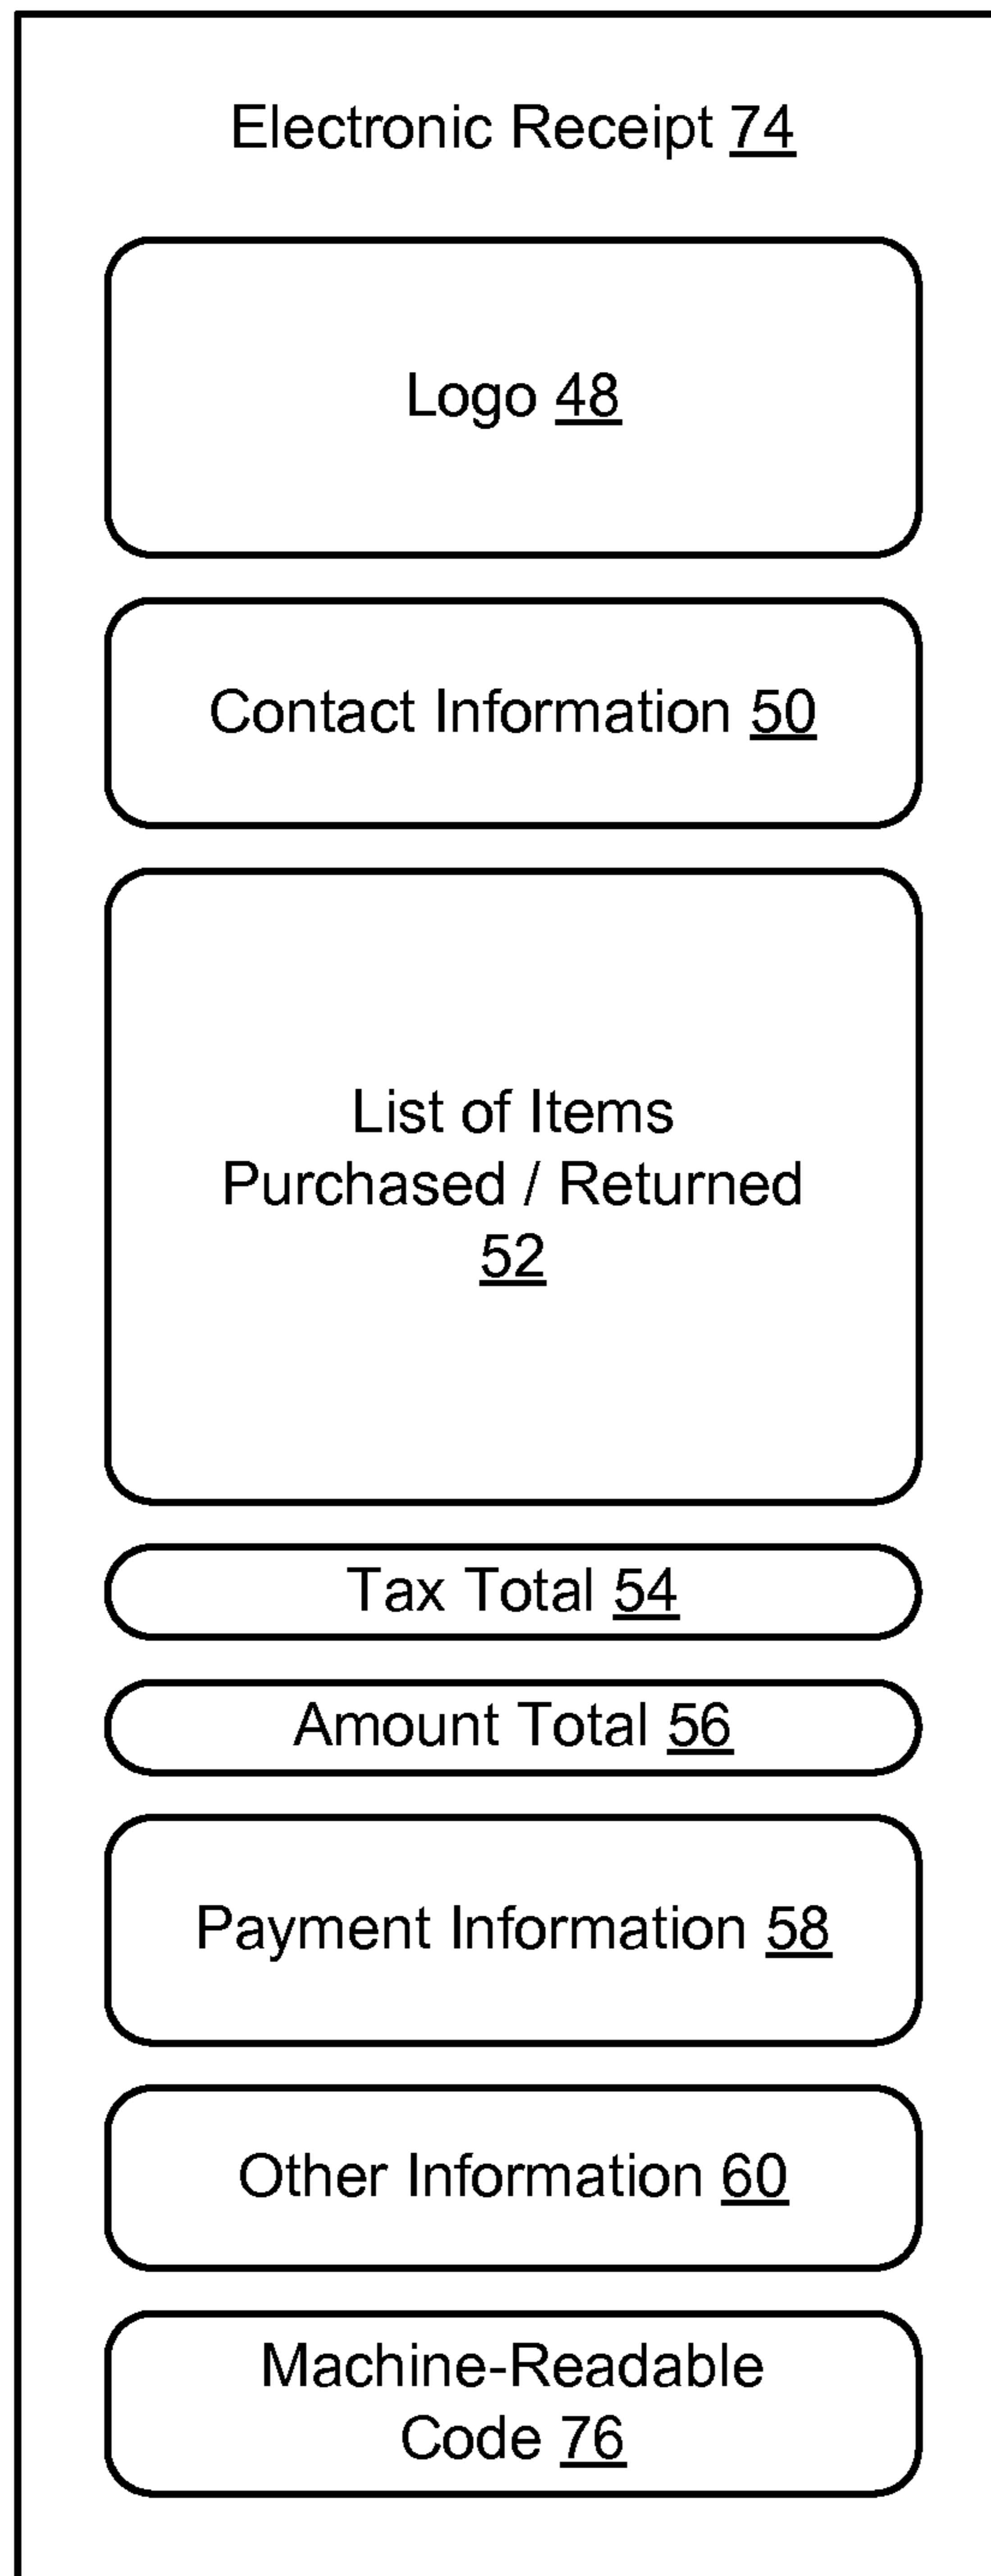 Electronic Receipt 74
Logo 48
Contact Information 50
List of Items
Purchased / Returned
52
Tax Total 54
Amount Total 56
Payment Information 58
Other Information 60
Machine-Readable
Code 76